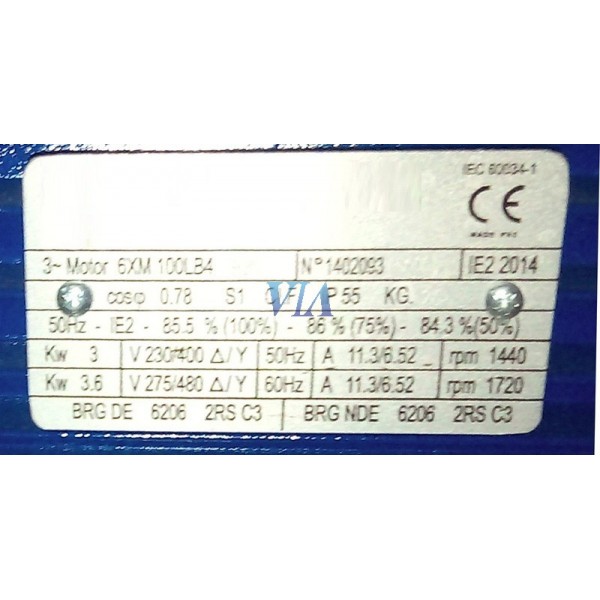 IEC 60034-1
CE
MADE
3~ Motor 6XM 100LB4 N° 1402093 IE2 2014
cosφ 0.78 S1 VIA 55 KG.
50Hz - IE2 - 85.5 % (100%) - 86 % (75%) - 84.3 % (50%)
Kw 3 V 230/400 Δ/Y 50Hz A 11.3/6.52 rpm 1440
Kw 3.6 V 275/480 Δ/Y 60Hz A 11.3/6.52 rpm 1720
BRG DE 6206 2RS C3 BRG NDE 6206 2RS C3